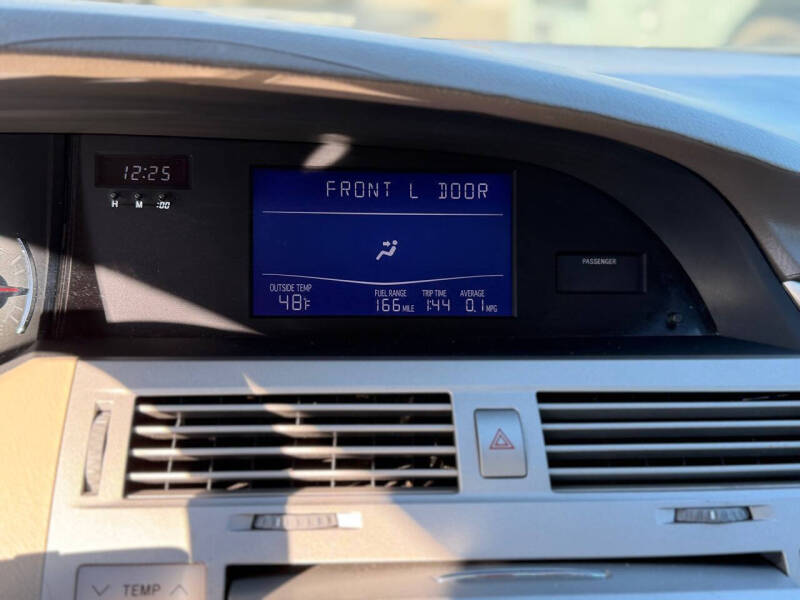 12:25
H M :00
FRONT L DOOR
OUTSIDE TEMP FUEL RANGE TRIP TIME AVERAGE
48°F 166 MILE 1:44 0.1 MPG
PASSENGER
TEMP